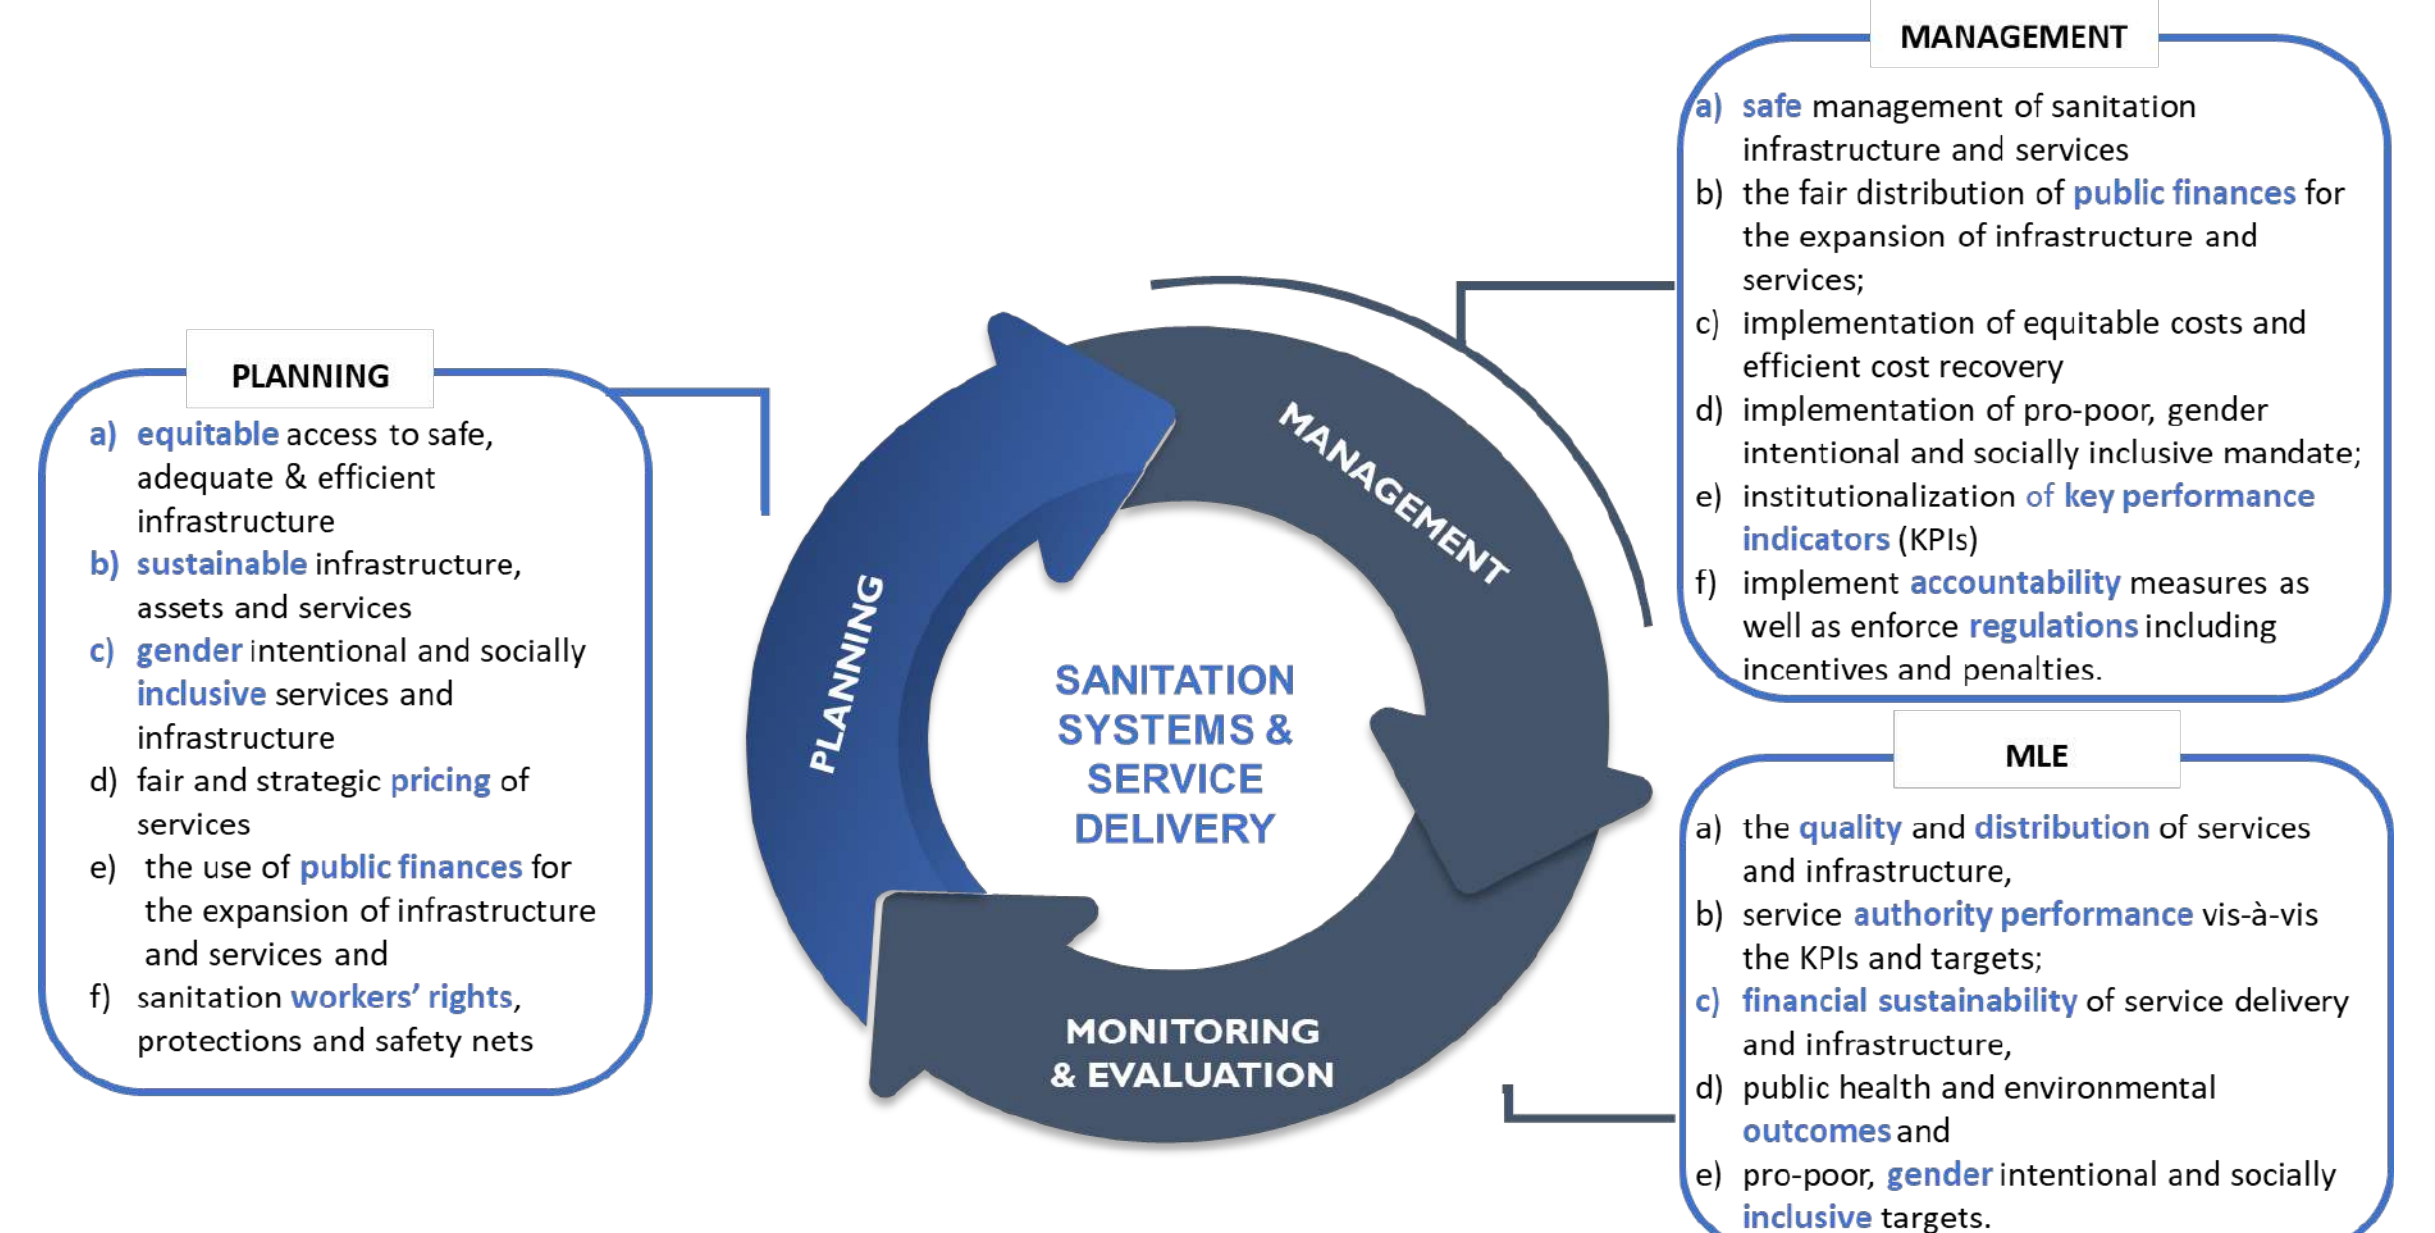 PLANNING
a) equitable access to safe,
adequate & efficient
infrastructure
b) sustainable infrastructure,
assets and services
c) gender intentional and socially
inclusive services and
infrastructure
d) fair and strategic pricing of
services
e) the use of public finances for
the expansion of infrastructure
and services and
f) sanitation workers’ rights,
protections and safety nets
PLANNING
MANAGEMENT
MONITORING
& EVALUATION
SANITATION
SYSTEMS &
SERVICE
DELIVERY
MANAGEMENT
a) safe management of sanitation
infrastructure and services
b) the fair distribution of public finances for
the expansion of infrastructure and
services;
c) implementation of equitable costs and
efficient cost recovery
d) implementation of pro-poor, gender
intentional and socially inclusive mandate;
e) institutionalization of key performance
indicators (KPIs)
f) implement accountability measures as
well as enforce regulations including
incentives and penalties.
MLE
a) the quality and distribution of services
and infrastructure,
b) service authority performance vis-à-vis
the KPIs and targets;
c) financial sustainability of service delivery
and infrastructure,
d) public health and environmental
outcomes and
e) pro-poor, gender intentional and socially
inclusive targets.